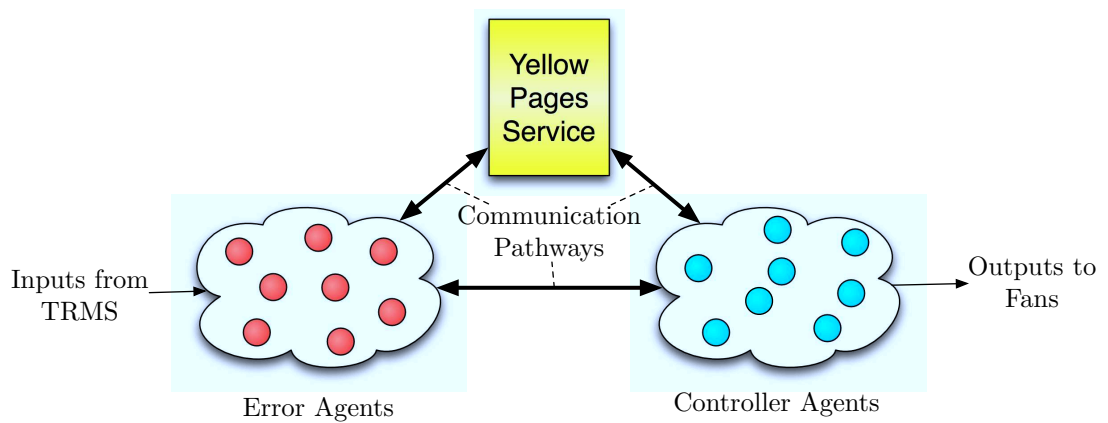 Yellow
Pages
Service
Communication
Pathways
Inputs from
TRMS
Outputs to
Fans
Error Agents
Controller Agents